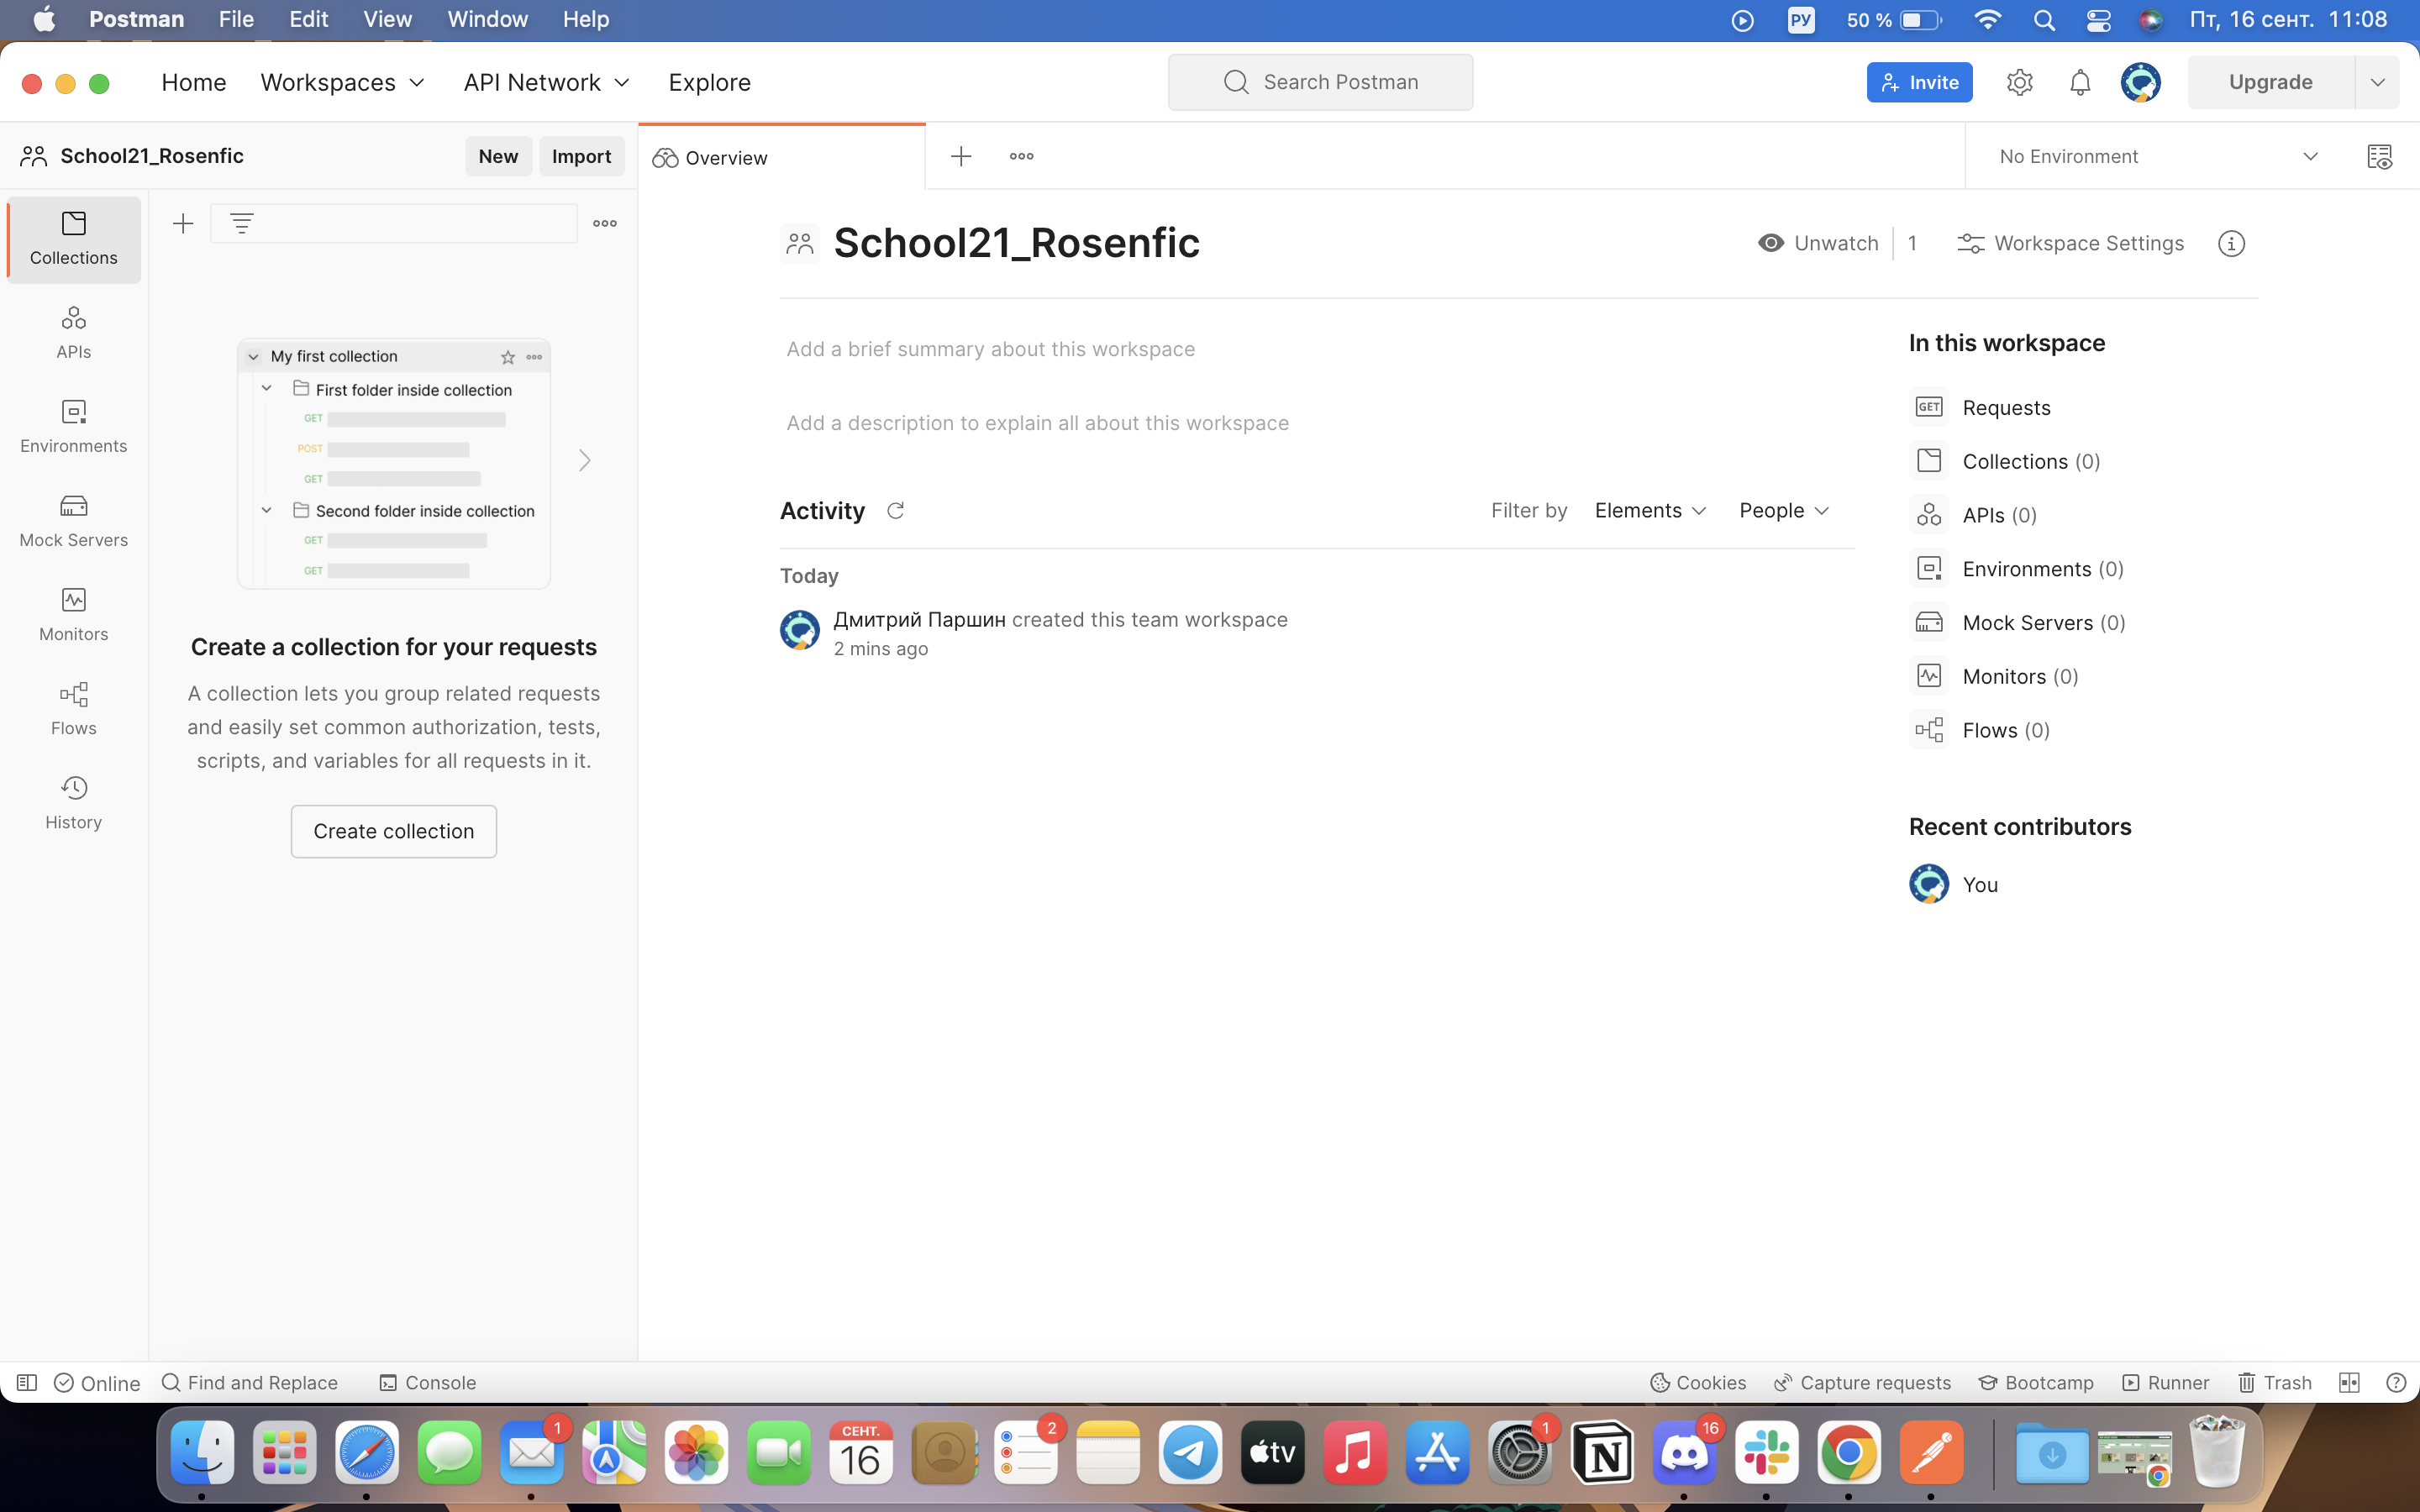 Postman File Edit View Window Help РУ 50 % Пт, 16 сент. 11:08
Home Workspaces API Network Explore Search Postman Invite Upgrade
School21_Rosenfic New Import Overview No Environment
Collections
APIs
Environments
Mock Servers
Monitors
Flows
History
My first collection
First folder inside collection
GET
POST
GET
Second folder inside collection
GET
GET
Create a collection for your requests
A collection lets you group related requests
and easily set common authorization, tests,
scripts, and variables for all requests in it.
Create collection
School21_Rosenfic Unwatch 1 Workspace Settings
Add a brief summary about this workspace
Add a description to explain all about this workspace
Activity Filter by Elements People
Today
Дмитрий Паршин created this team workspace
2 mins ago
In this workspace
GET Requests
Collections (0)
APIs (0)
Environments (0)
Mock Servers (0)
Monitors (0)
Flows (0)
Recent contributors
You
Online Find and Replace Console Cookies Capture requests Bootcamp Runner Trash
1 СЕНТ. 16 2 tv 1 N 16